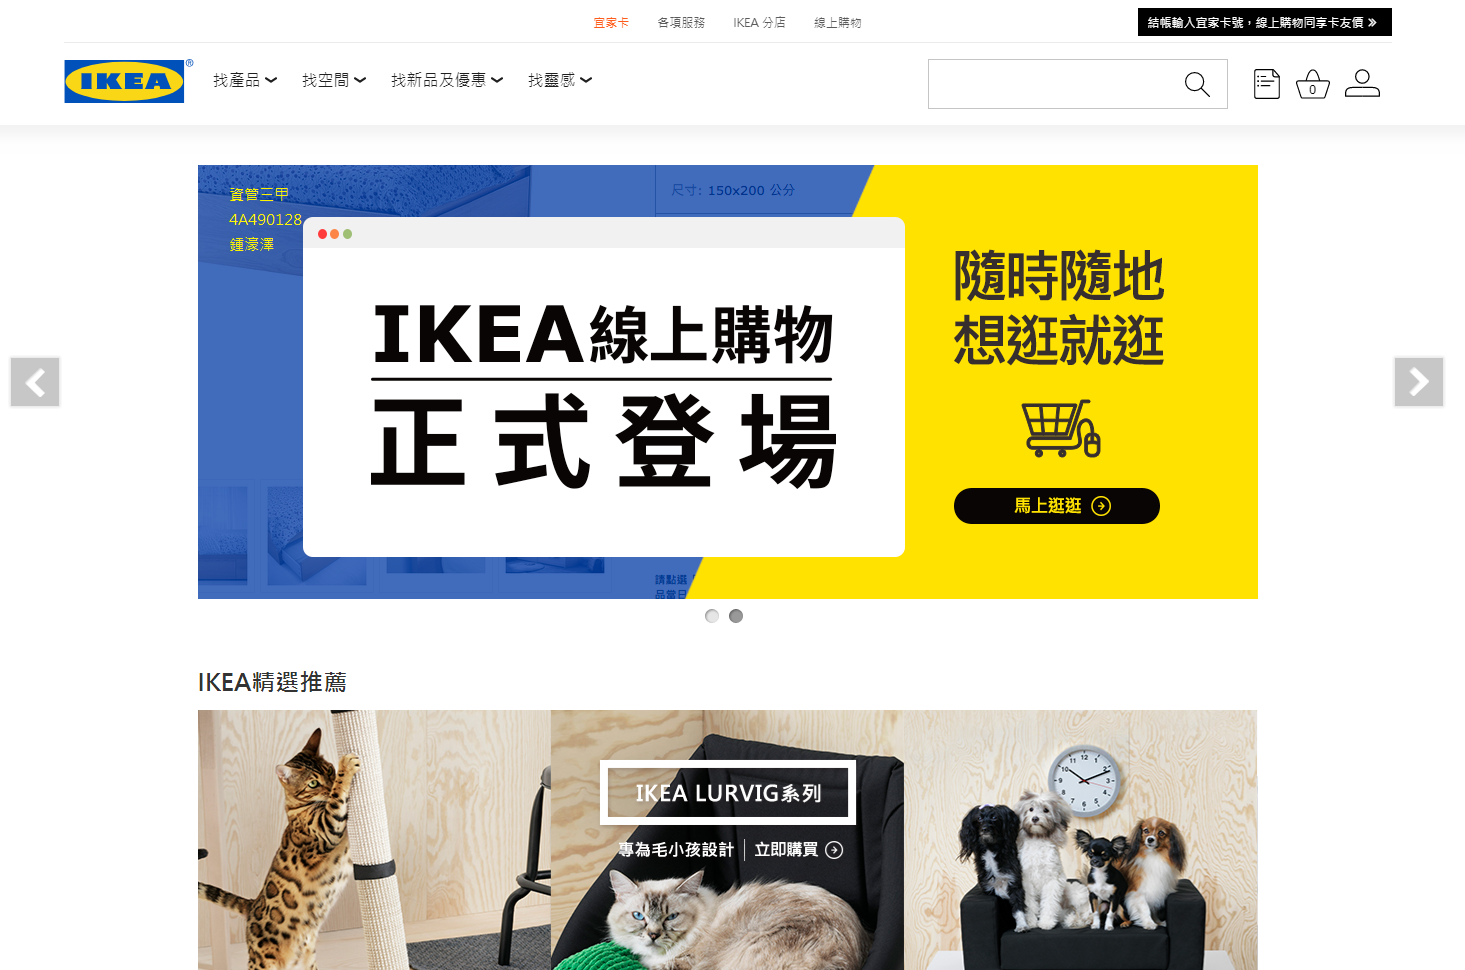 宜家卡
各項服務
IKEA 分店
線上購物
結帳輸入宜家卡號，線上購物同享卡友價 »
IKEA®
找產品
找空間
找新品及優惠
找靈感
0
資管三甲
4A490128
鍾濠澤
尺寸: 150x200 公分
IKEA線上購物
正式登場
隨時隨地
想逛就逛
馬上逛逛
請點選
品當日
IKEA精選推薦
IKEA LURVIG系列
專為毛小孩設計
立即購買